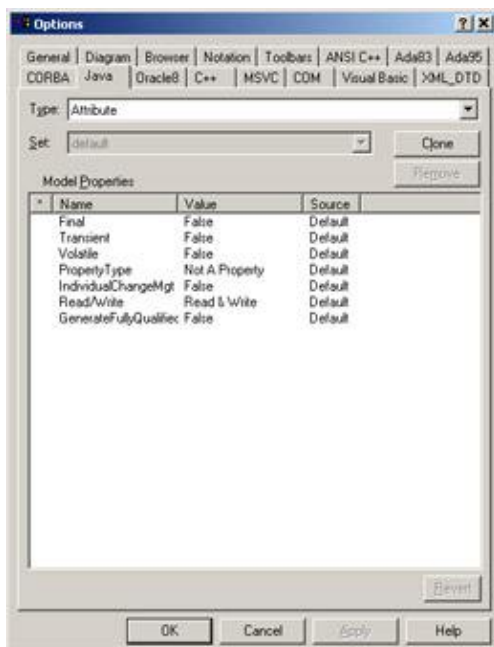 Options
General Diagram Browser Notation Toolbars ANSI C++ Ada83 Ada95
CORBA Java Oracle8 C++ MSVC COM Visual Basic XML_DTD
Type: Attribute
Set: default Clone
Remove
Model Properties
* Name Value Source
Final False Default
Transient False Default
Volatile False Default
PropertyType Not A Property Default
IndividualChangeMgt False Default
Read/Write Read & Write Default
GenerateFullyQualified False Default
Revert
OK Cancel Apply Help